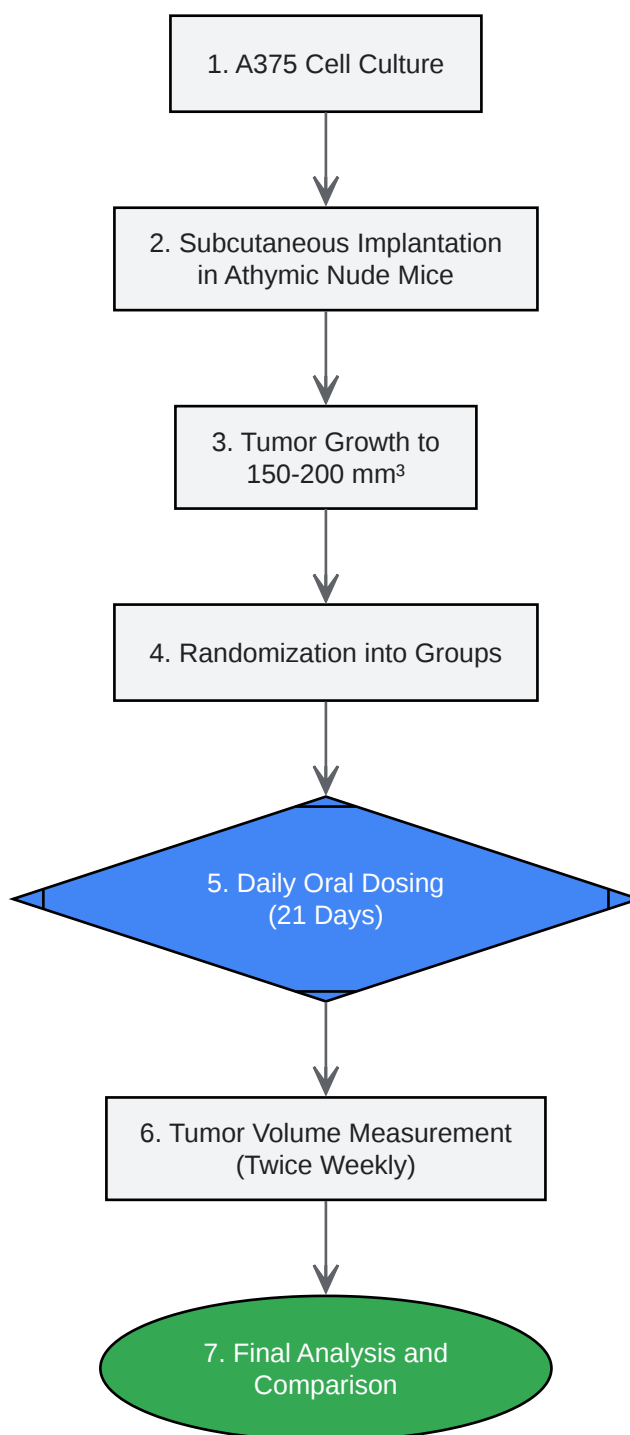 1. A375 Cell Culture
2. Subcutaneous Implantation
in Athymic Nude Mice
3. Tumor Growth to
150-200 mm³
4. Randomization into Groups
5. Daily Oral Dosing
(21 Days)
6. Tumor Volume Measurement
(Twice Weekly)
7. Final Analysis and
Comparison